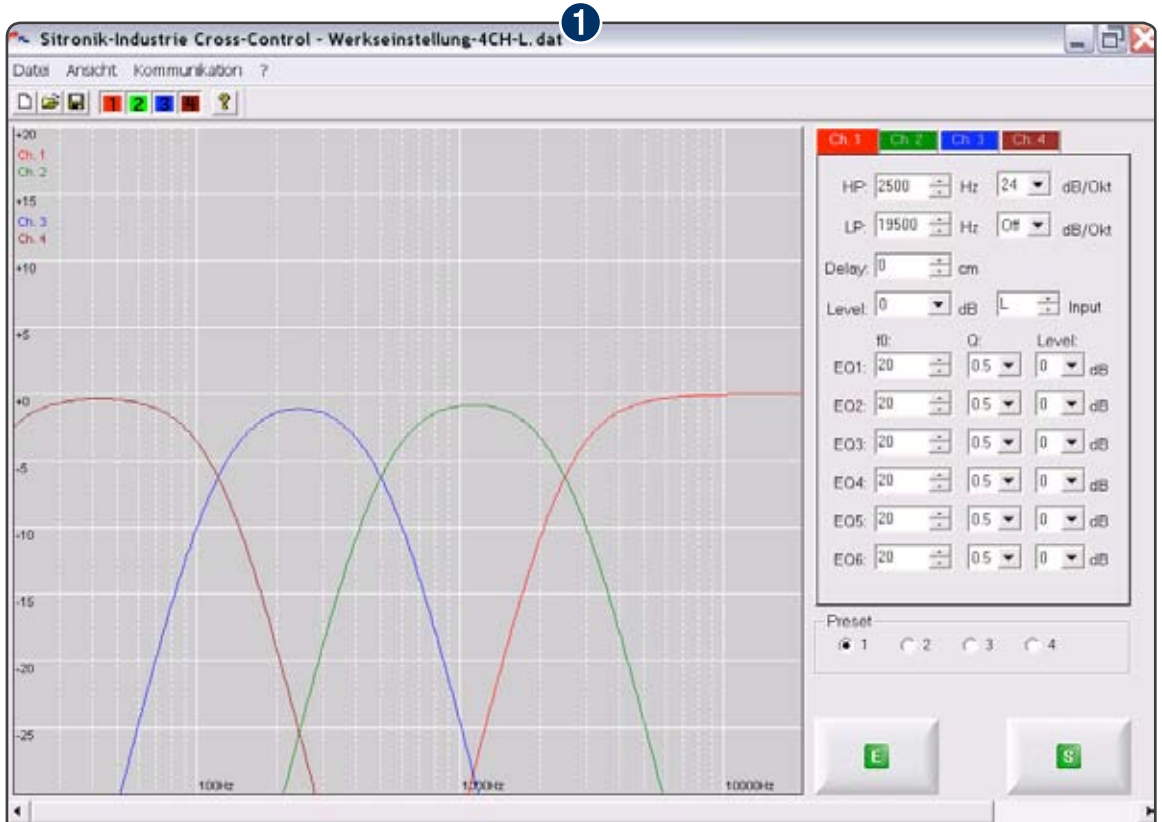 1
Sitronik-Industrie Cross-Control - Werkseinstellung-4CH-L.dat
Datei Ansicht Kommunikation ?
1 2 3 4 ?
+20
Ch. 1
Ch. 2
+15
Ch. 3
Ch. 4
+10
+5
+0
-5
-10
-15
-20
-25
100Hz 1,000Hz 10000Hz
Ch. 1 Ch. 2 Ch. 3 Ch. 4
HP: 2500 Hz 24 dB/Okt
LP: 19500 Hz Off dB/Okt
Delay: 0 cm
Level: 0 dB L Input
f0: Q: Level:
EQ1: 20 0.5 0 dB
EQ2: 20 0.5 0 dB
EQ3: 20 0.5 0 dB
EQ4: 20 0.5 0 dB
EQ5: 20 0.5 0 dB
EQ6: 20 0.5 0 dB
Preset
1 2 3 4
E S